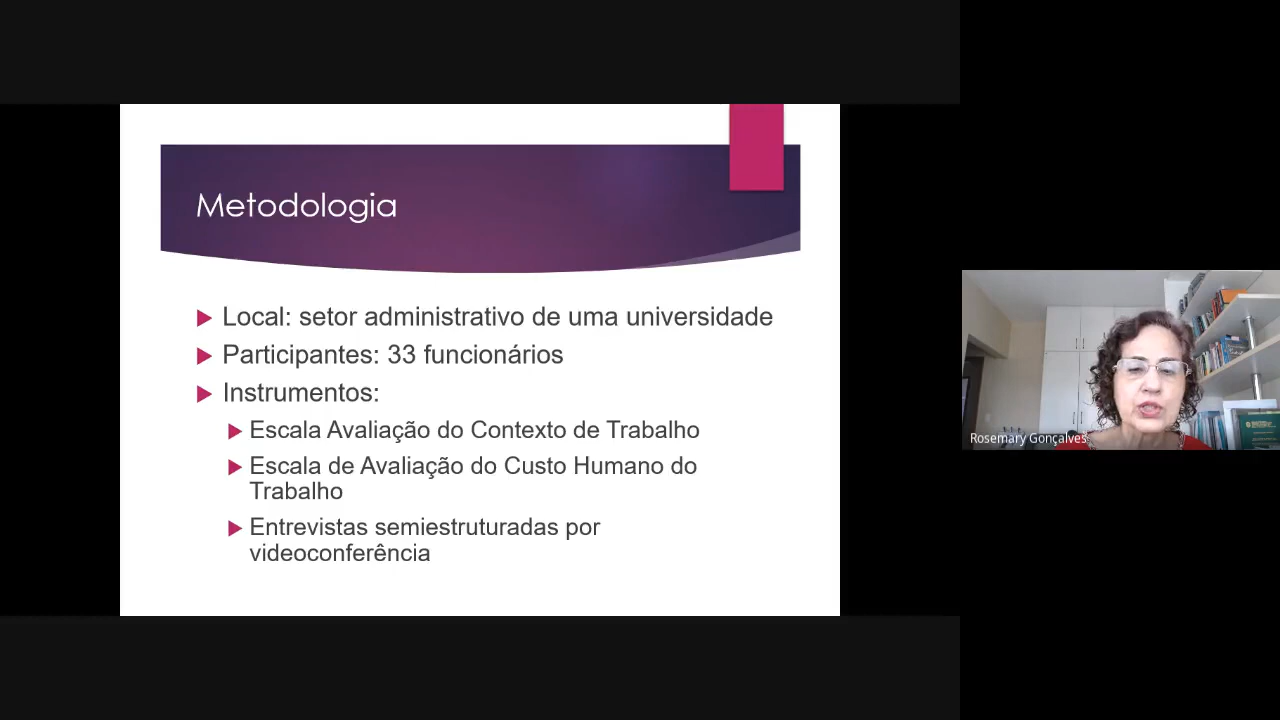 Metodologia
Local: setor administrativo de uma universidade
Participantes: 33 funcionários
Instrumentos:
Escala Avaliação do Contexto de Trabalho
Escala de Avaliação do Custo Humano do
Trabalho
Entrevistas semiestruturadas por
videoconferência
Rosemary Gonçalves